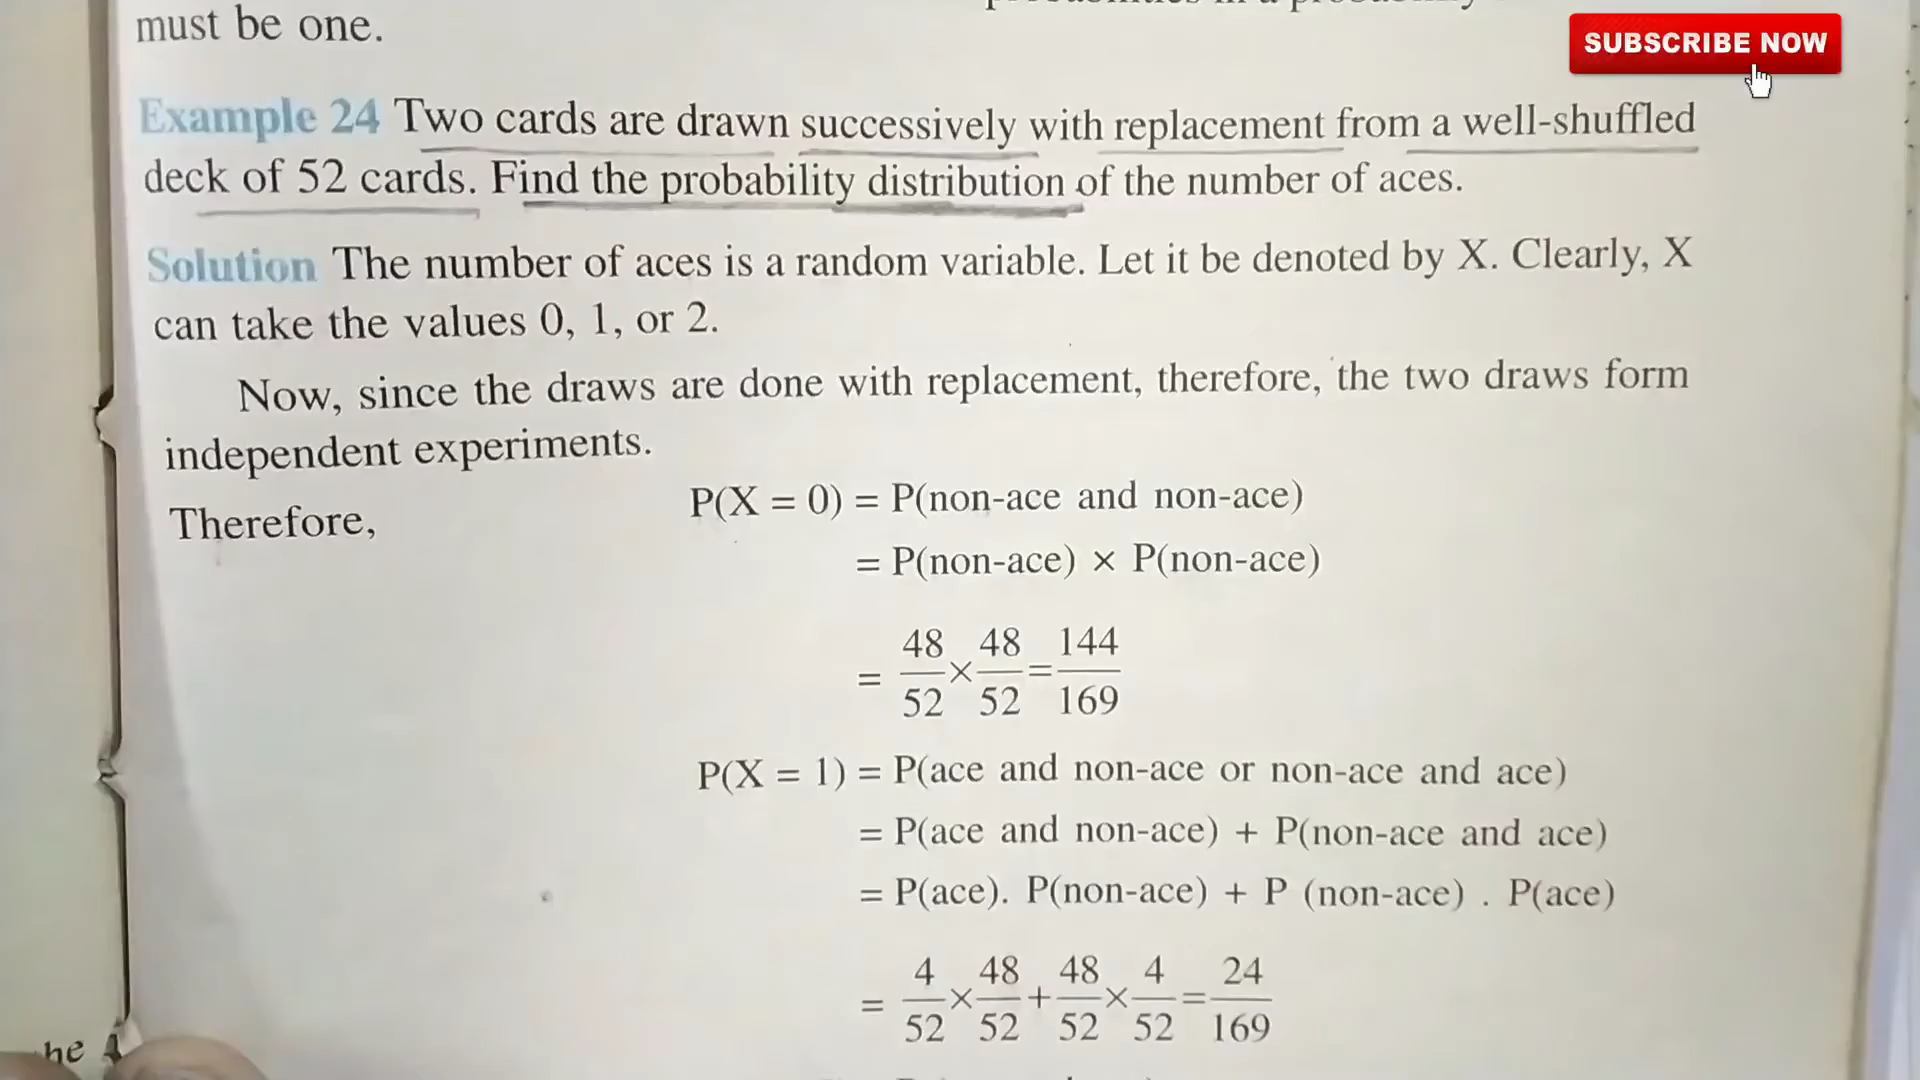 must be one.
SUBSCRIBE NOW
Example 24 Two cards are drawn successively with replacement from a well-shuffled
deck of 52 cards. Find the probability distribution of the number of aces.
Solution The number of aces is a random variable. Let it be denoted by X. Clearly, X
can take the values 0, 1, or 2.
Now, since the draws are done with replacement, therefore, the two draws form
independent experiments.
Therefore, P(X = 0) = P(non-ace and non-ace)
= P(non-ace) × P(non-ace)
= 48/52 × 48/52 = 144/169
P(X = 1) = P(ace and non-ace or non-ace and ace)
= P(ace and non-ace) + P(non-ace and ace)
= P(ace). P(non-ace) + P (non-ace) . P(ace)
= 4/52 × 48/52 + 48/52 × 4/52 = 24/169